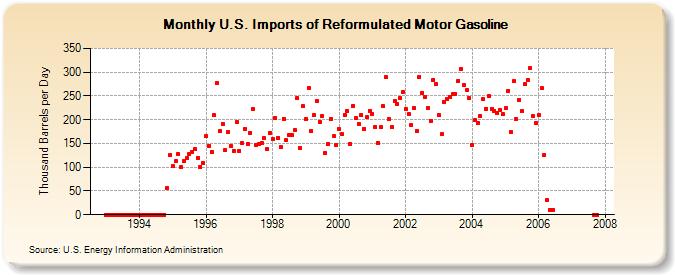 Monthly U.S. Imports of Reformulated Motor Gasoline
Thousand Barrels per Day
350
300
250
200
150
100
50
0
1994 1996 1998 2000 2002 2004 2006 2008
Source: U.S. Energy Information Administration